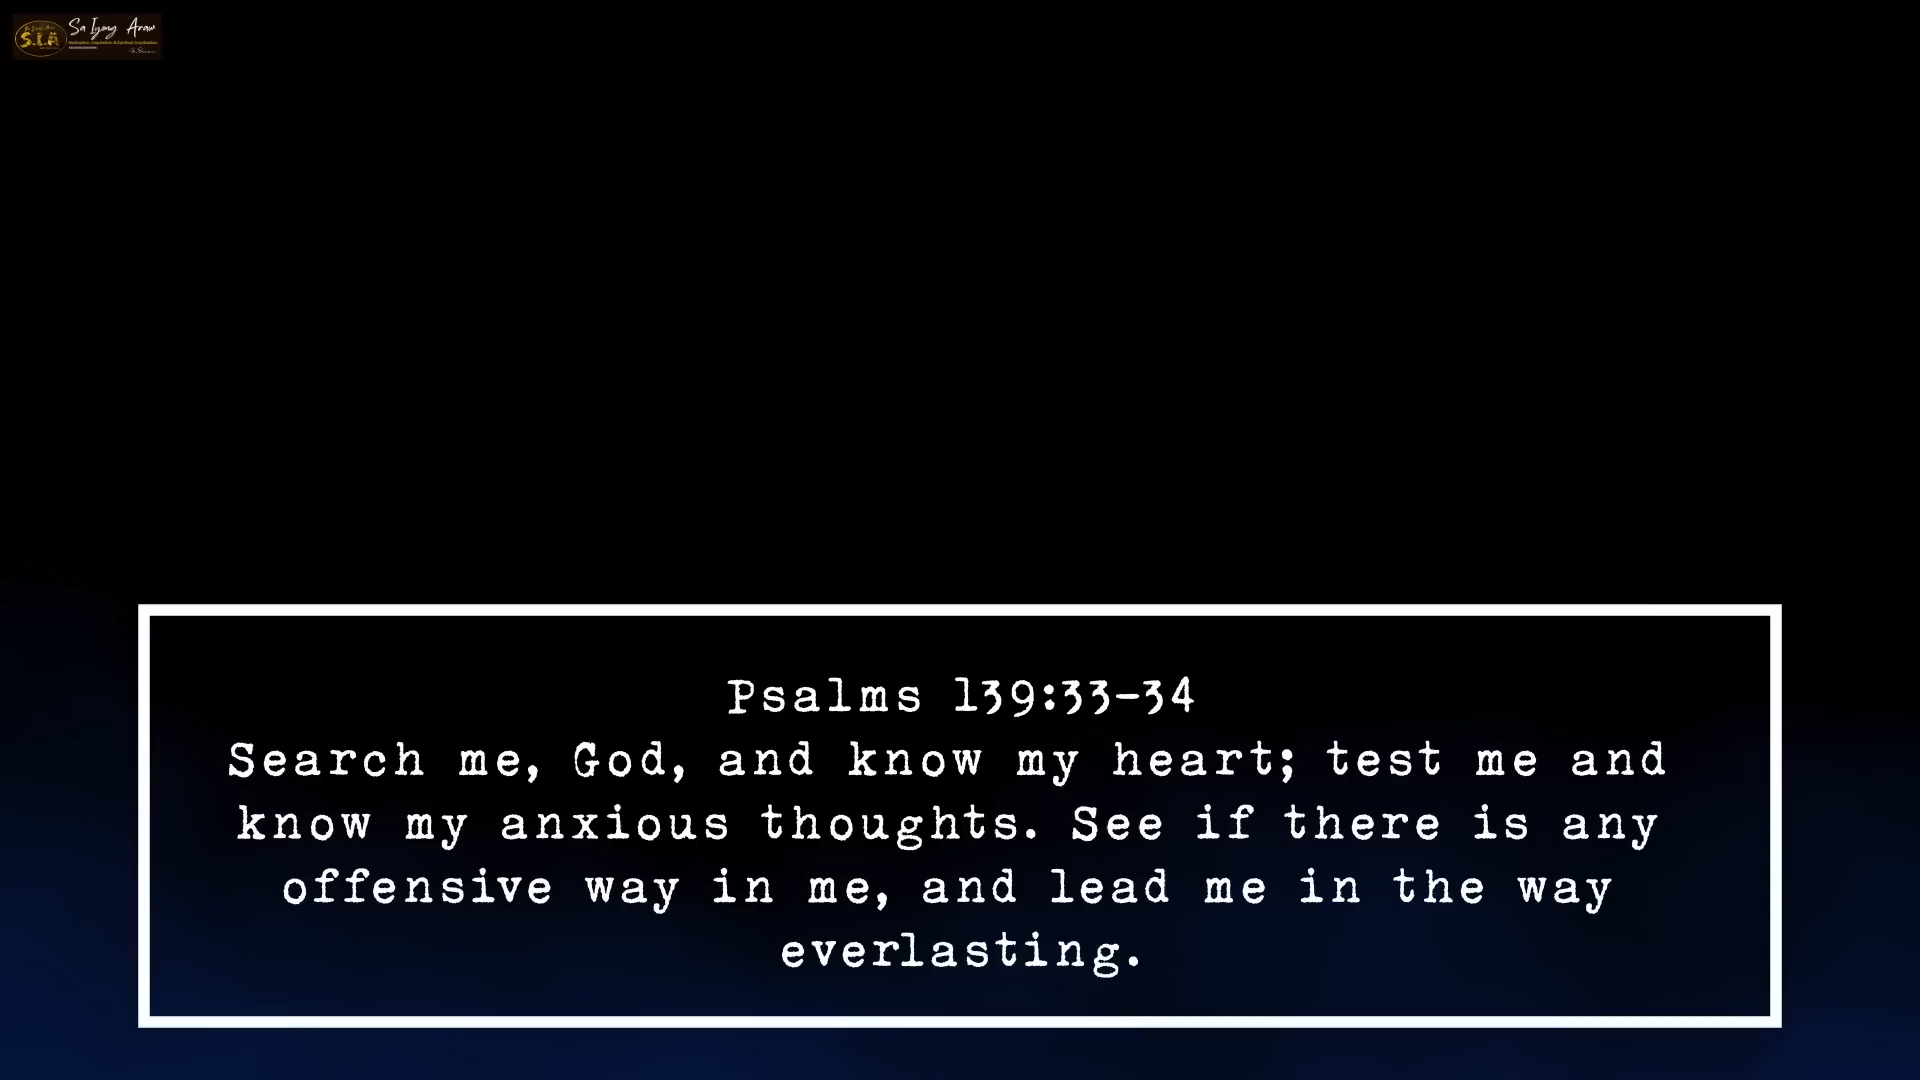 S.I.A
Sa Iyong Araw
Psalms 139:33-34
Search me, God, and know my heart; test me and
know my anxious thoughts. See if there is any
offensive way in me, and lead me in the way
everlasting.